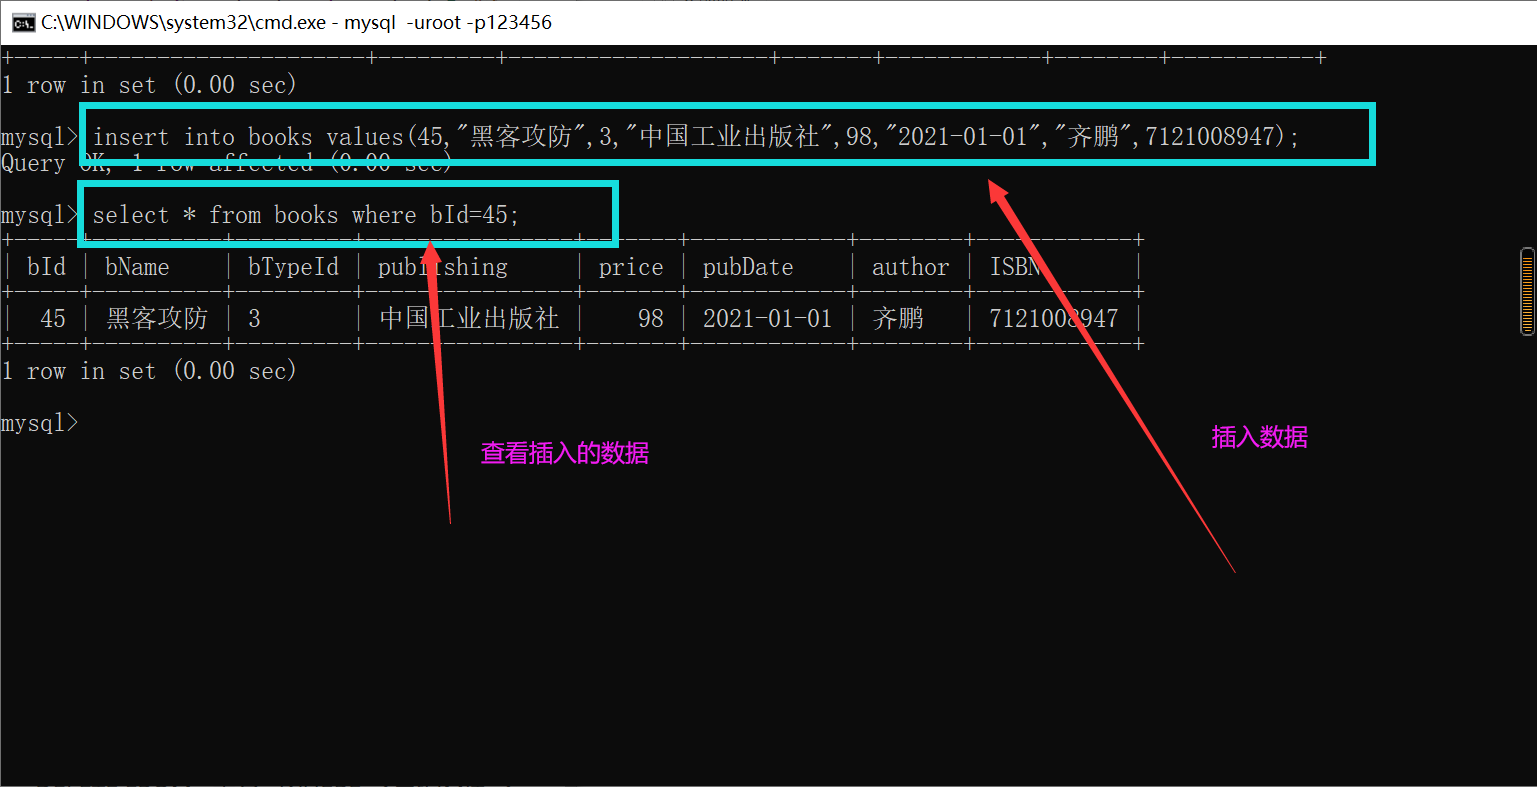 C:\WINDOWS\system32\cmd.exe - mysql  -uroot -p123456
+-----+---------------------+---------+--------------------+-------+------------+--------+-----------+
1 row in set (0.00 sec)
mysql> insert into books values(45,"黑客攻防",3,"中国工业出版社",98,"2021-01-01","齐鹏",7121008947);
Query OK, 1 row affected (0.00 sec)
mysql> select * from books where bId=45;
+-----+----------+---------+----------------+-------+------------+--------+------------+
| bId | bName    | bTypeId | publishing     | price | pubDate    | author | ISBN       |
+-----+----------+---------+----------------+-------+------------+--------+------------+
|  45 | 黑客攻防 | 3       | 中国工业出版社 |    98 | 2021-01-01 | 齐鹏   | 7121008947 |
+-----+----------+---------+----------------+-------+------------+--------+------------+
1 row in set (0.00 sec)
mysql>
查看插入的数据
插入数据